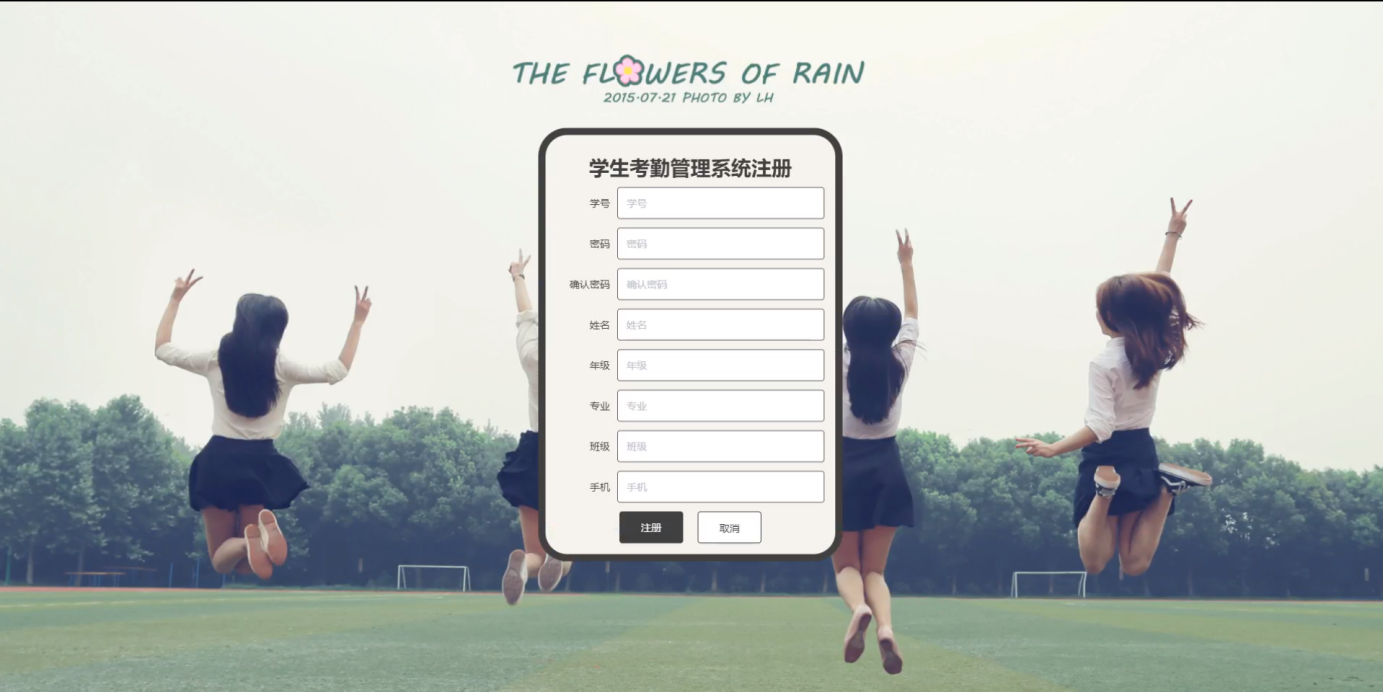 THE FLOWERS OF RAIN
2015·07·21 PHOTO BY LH
学生考勤管理系统注册
学号 学号
密码 密码
确认密码 确认密码
姓名 姓名
年级 年级
专业 专业
班级 班级
手机 手机
注册 取消